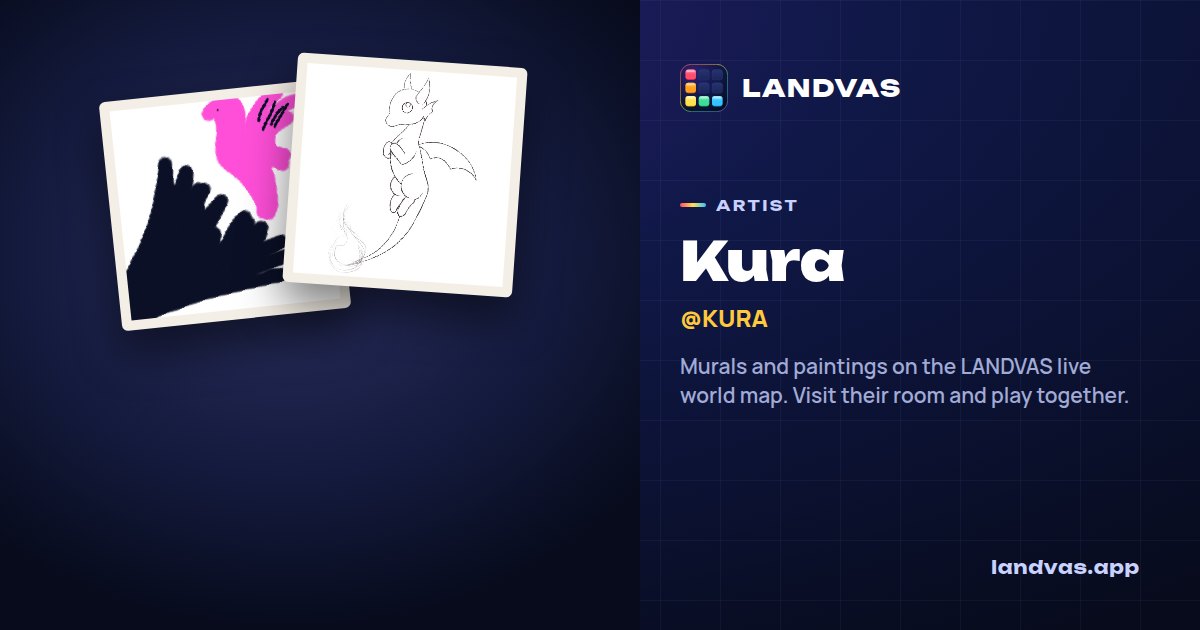 LANDVAS
ARTIST
Kura
@KURA
Murals and paintings on the LANDVAS live
world map. Visit their room and play together.
landvas.app